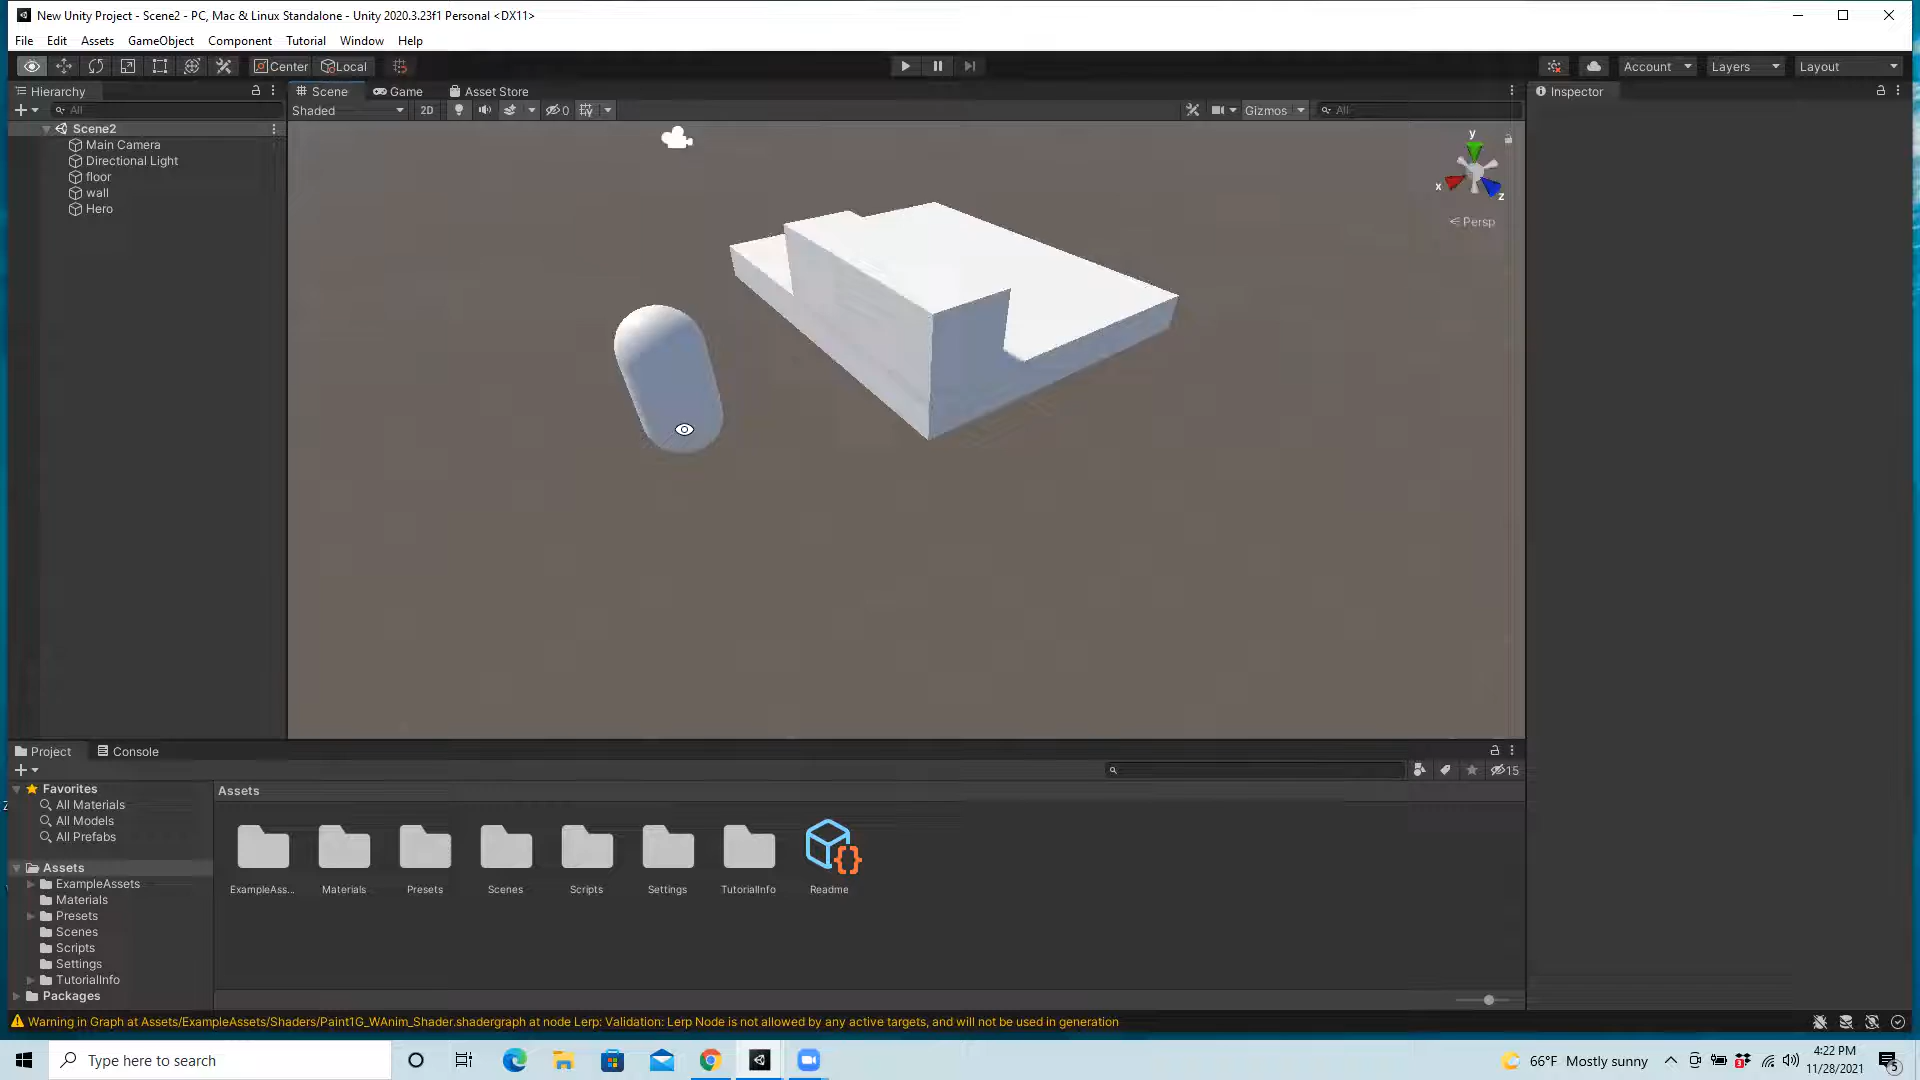 New Unity Project - Scene2 - PC, Mac & Linux Standalone - Unity 2020.3.23f1 Personal <DX11>
File Edit Assets GameObject Component Tutorial Window Help
Center Local Account Layers Layout
Hierarchy Scene Game Asset Store Inspector
All Shaded 2D 0 Gizmos All
Scene2
Main Camera
Directional Light
floor
wall
Hero
y
x
z
Persp
Project Console
15
Favorites
All Materials
All Models
All Prefabs
Assets
ExampleAssets
Materials
Presets
Scenes
Scripts
Settings
TutorialInfo
Packages
Assets
ExampleAss... Materials Presets Scenes Scripts Settings TutorialInfo Readme
Warning in Graph at Assets/ExampleAssets/Shaders/Paint1G_WAnim_Shader.shadergraph at node Lerp: Validation: Lerp Node is not allowed by any active targets, and will not be used in generation
Type here to search
66°F Mostly sunny
4:22 PM
11/28/2021
5